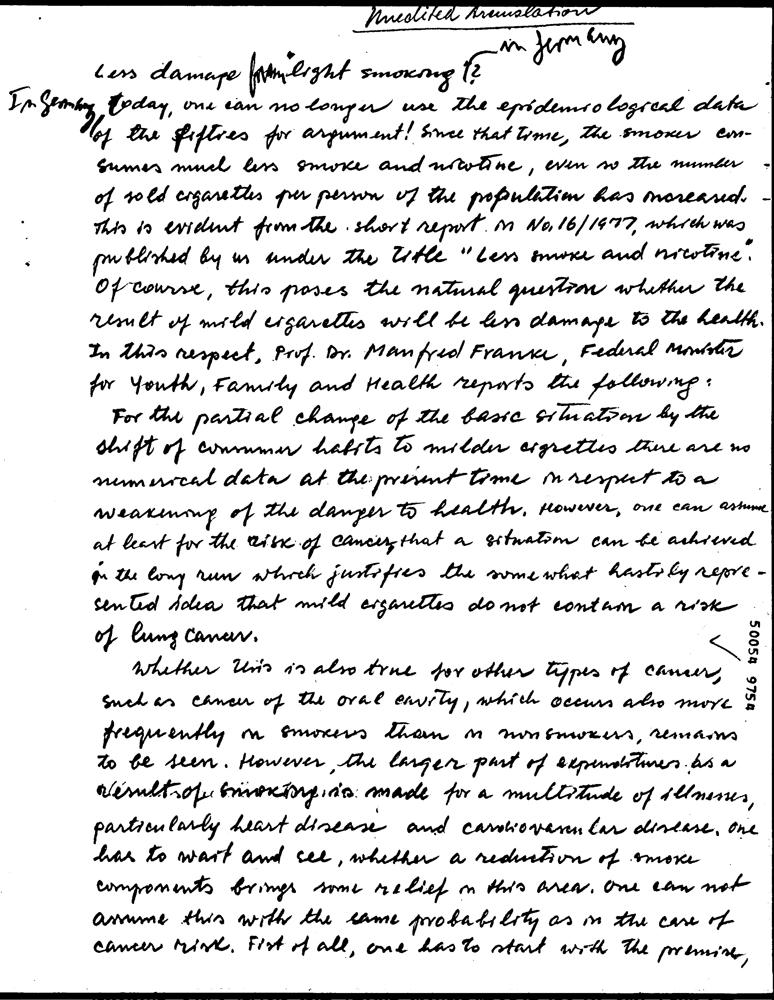 Unedited Translation
in Germany
Less damage from "light smoking"?
In Germany, today, one can no longer use the epidemiological data
of the fifties for argument! Since that time, the smoker con-
sumes much less smoke and nicotine, even so the number
of sold cigarettes per person of the population has increased.
This is evident from the short report in No. 16/1977, which was
published by us under the title "Less smoke and nicotine".
Of course, this poses the natural question whether the
result of mild cigarettes will be less damage to the health.
In this respect, Prof. Dr. Manfred Franke, Federal Minister
for Youth, Family and Health reports the following:
For the partial change of the basic situation by the
shift of consumer habits to milder cigrettes there are no
numerical data at the present time in respect to a
weakening of the danger to health. However, one can assume
at least for the risk of cancer, that a situation can be achieved
in the long run which justifies the somewhat hastily repre-
sented idea that mild cigarettes do not contain a risk
of lung cancer.
Whether this is also true for other types of cancer,
such as cancer of the oral cavity, which occurs also more
frequently in smokers than in nonsmokers, remains
to be seen. However, the larger part of expenditures as a
result of smoking is made for a multitude of illnesses,
particularly heart disease and cardiovascular disease. One
has to wait and see, whether a reduction of smoke
components brings some relief in this area. One can not
assume this with the same probability as in the case of
cancer risk. Fist of all, one has to start with the premise,
50054 9754